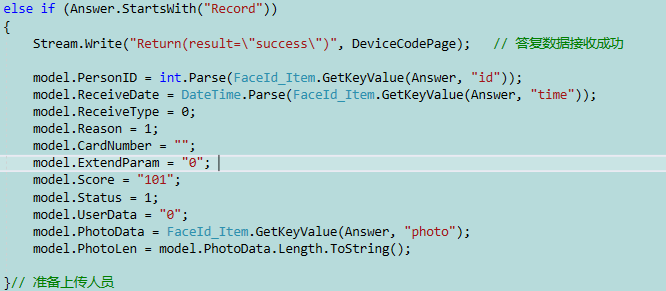 else if (Answer.StartsWith("Record"))
{
Stream.Write("Return(result=\"success\")", DeviceCodePage); // 答复数据接收成功
model.PersonID = int.Parse(FaceId_Item.GetKeyValue(Answer, "id"));
model.ReceiveDate = DateTime.Parse(FaceId_Item.GetKeyValue(Answer, "time"));
model.ReceiveType = 0;
model.Reason = 1;
model.CardNumber = "";
model.ExtendParam = "0";
model.Score = "101";
model.Status = 1;
model.UserData = "0";
model.PhotoData = FaceId_Item.GetKeyValue(Answer, "photo");
model.PhotoLen = model.PhotoData.Length.ToString();
}// 准备上传人员